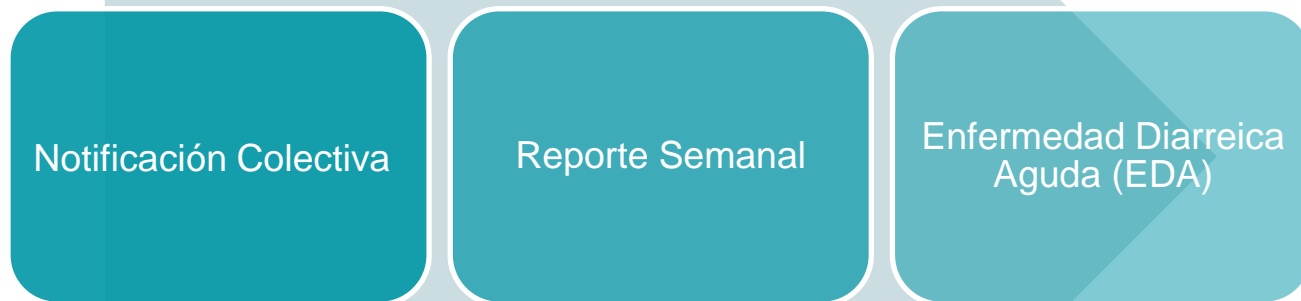 Notificación Colectiva
Reporte Semanal
Enfermedad Diarreica
Aguda (EDA)